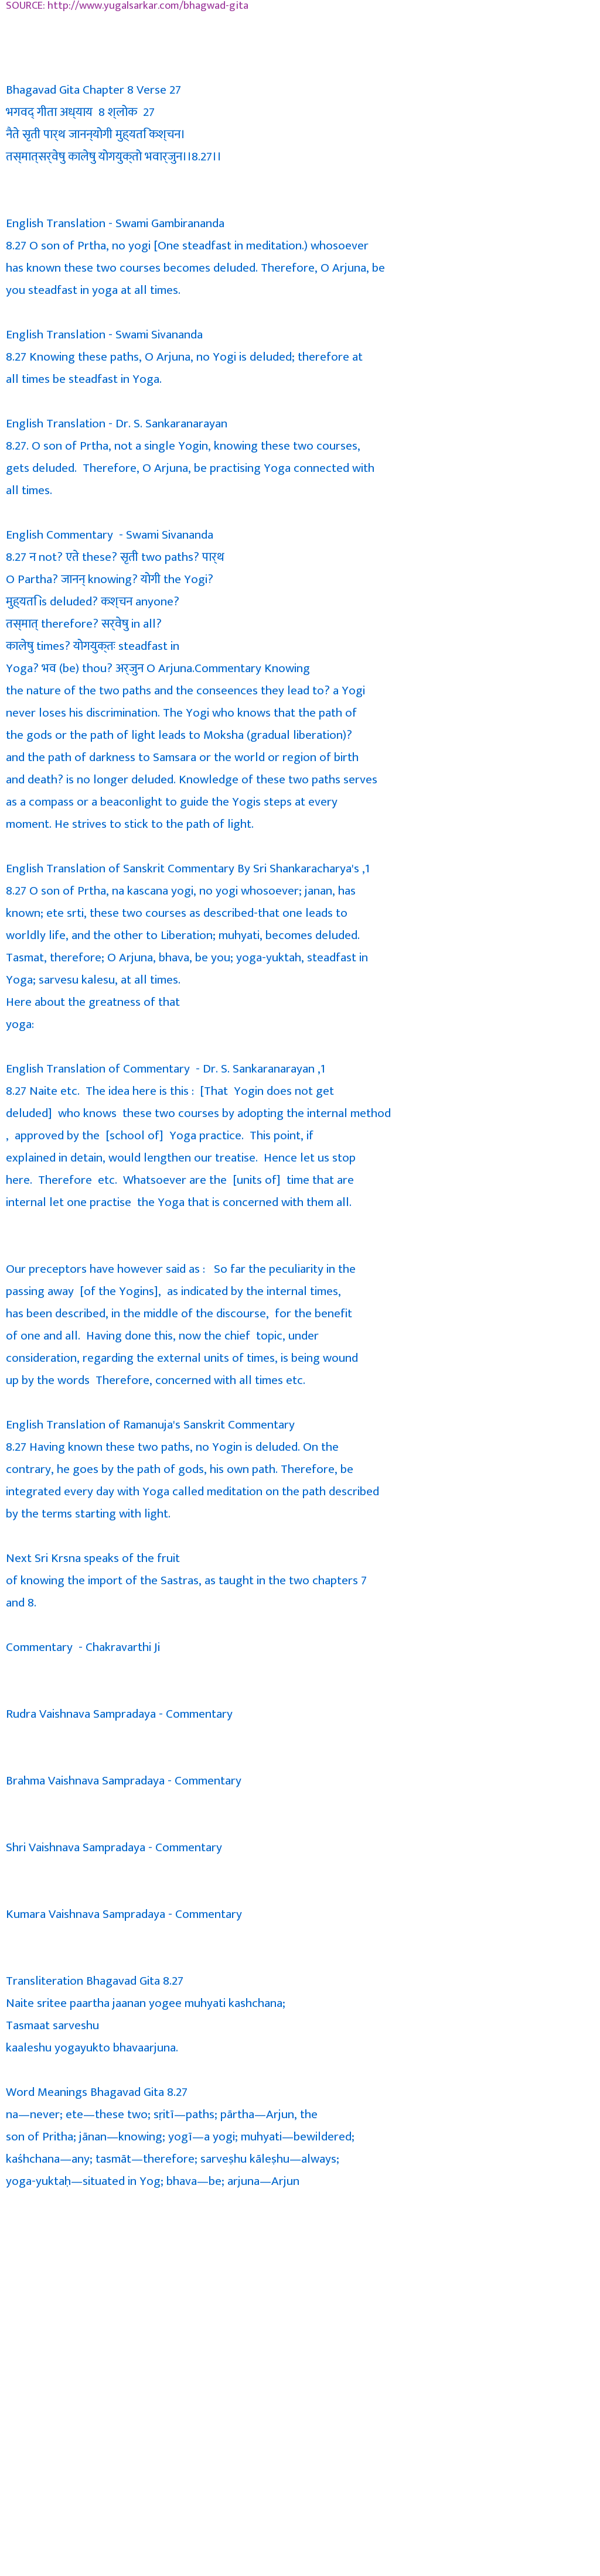 SOURCE: http://www.yugalsarkar.com/bhagwad-gita
Bhagavad Gita Chapter 8 Verse 27
भगवद् गीता अध्याय  8 श्लोक  27
नैते सृती पार्थ जानन्योगी मुह्यति कश्चन।
तस्मात्सर्वेषु कालेषु योगयुक्तो भवार्जुन।।8.27।।
English Translation - Swami Gambirananda
8.27 O son of Prtha, no yogi [One steadfast in meditation.) whosoever
has known these two courses becomes deluded. Therefore, O Arjuna, be
you steadfast in yoga at all times.
English Translation - Swami Sivananda
8.27 Knowing these paths, O Arjuna, no Yogi is deluded; therefore at
all times be steadfast in Yoga.
English Translation - Dr. S. Sankaranarayan
8.27. O son of Prtha, not a single Yogin, knowing these two courses,
gets deluded.  Therefore, O Arjuna, be practising Yoga connected with
all times.
English Commentary  - Swami Sivananda
8.27 न not? एते these? सृती two paths? पार्थ
O Partha? जानन् knowing? योगी the Yogi?
मुह्यति is deluded? कश्चन anyone?
तस्मात् therefore? सर्वेषु in all?
कालेषु times? योगयुक्तः steadfast in
Yoga? भव (be) thou? अर्जुन O Arjuna.Commentary Knowing
the nature of the two paths and the conseences they lead to? a Yogi
never loses his discrimination. The Yogi who knows that the path of
the gods or the path of light leads to Moksha (gradual liberation)?
and the path of darkness to Samsara or the world or region of birth
and death? is no longer deluded. Knowledge of these two paths serves
as a compass or a beaconlight to guide the Yogis steps at every
moment. He strives to stick to the path of light.
English Translation of Sanskrit Commentary By Sri Shankaracharya's ,1
8.27 O son of Prtha, na kascana yogi, no yogi whosoever; janan, has
known; ete srti, these two courses as described-that one leads to
worldly life, and the other to Liberation; muhyati, becomes deluded.
Tasmat, therefore; O Arjuna, bhava, be you; yoga-yuktah, steadfast in
Yoga; sarvesu kalesu, at all times.
Here about the greatness of that
yoga:
English Translation of Commentary  - Dr. S. Sankaranarayan ,1
8.27 Naite etc.  The idea here is this :  [That  Yogin does not get
deluded]  who knows  these two courses by adopting the internal method
,  approved by the  [school of]  Yoga practice.  This point, if
explained in detain, would lengthen our treatise.  Hence let us stop
here.  Therefore  etc.  Whatsoever are the  [units of]  time that are
internal let one practise  the Yoga that is concerned with them all.
Our preceptors have however said as :   So far the peculiarity in the
passing away  [of the Yogins],  as indicated by the internal times,
has been described, in the middle of the discourse,  for the benefit
of one and all.  Having done this, now the chief  topic, under
consideration, regarding the external units of times, is being wound
up by the words  Therefore, concerned with all times etc.
English Translation of Ramanuja's Sanskrit Commentary
8.27 Having known these two paths, no Yogin is deluded. On the
contrary, he goes by the path of gods, his own path. Therefore, be
integrated every day with Yoga called meditation on the path described
by the terms starting with light.
Next Sri Krsna speaks of the fruit
of knowing the import of the Sastras, as taught in the two chapters 7
and 8.
Commentary  - Chakravarthi Ji
Rudra Vaishnava Sampradaya - Commentary
Brahma Vaishnava Sampradaya - Commentary
Shri Vaishnava Sampradaya - Commentary
Kumara Vaishnava Sampradaya - Commentary
Transliteration Bhagavad Gita 8.27
Naite sritee paartha jaanan yogee muhyati kashchana;
Tasmaat sarveshu
kaaleshu yogayukto bhavaarjuna.
Word Meanings Bhagavad Gita 8.27
na—never; ete—these two; sṛitī—paths; pārtha—Arjun, the
son of Pritha; jānan—knowing; yogī—a yogi; muhyati—bewildered;
kaśhchana—any; tasmāt—therefore; sarveṣhu kāleṣhu—always;
yoga-yuktaḥ—situated in Yog; bhava—be; arjuna—Arjun